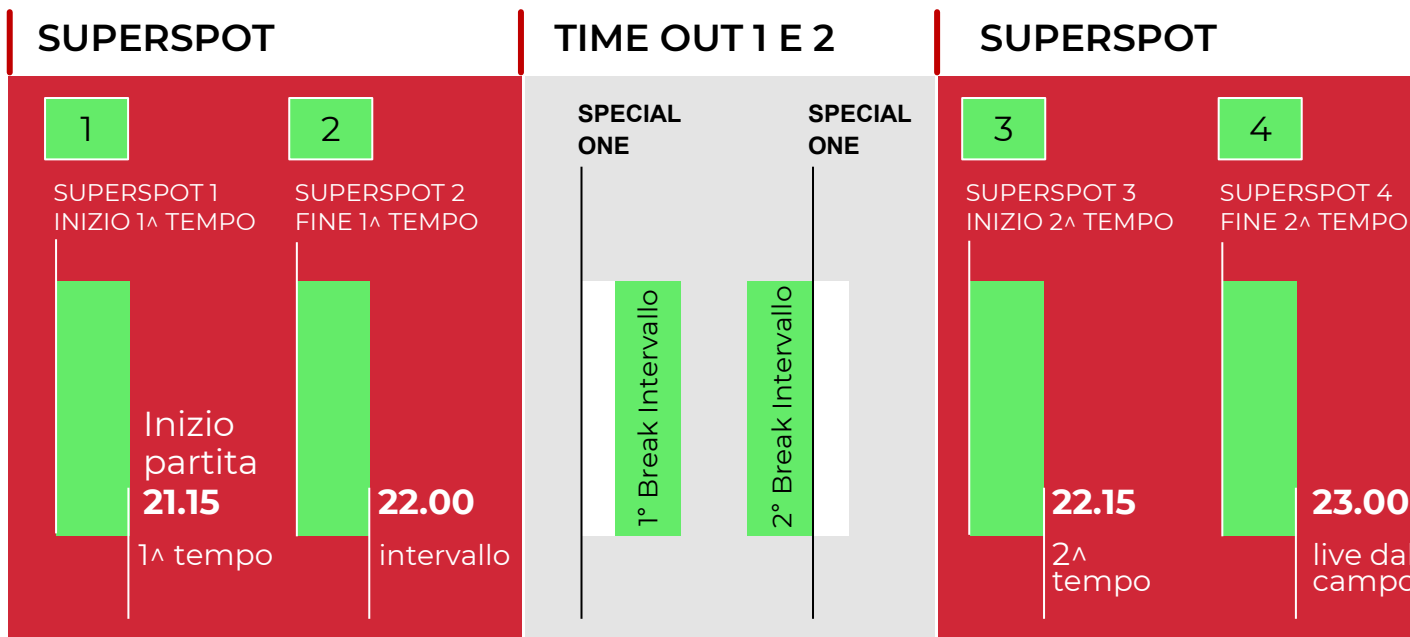 SUPERSPOT
1
2
SUPERSPOT 1
INIZIO 1^ TEMPO
SUPERSPOT 2
FINE 1^ TEMPO
Inizio
partita
21.15
1^ tempo
22.00
intervallo
TIME OUT 1 E 2
SPECIAL
ONE
SPECIAL
ONE
1° Break Intervallo
2° Break Intervallo
SUPERSPOT
3
4
SUPERSPOT 3
INIZIO 2^ TEMPO
SUPERSPOT 4
FINE 2^ TEMPO
22.15
2^
tempo
23.00
live dal
campo